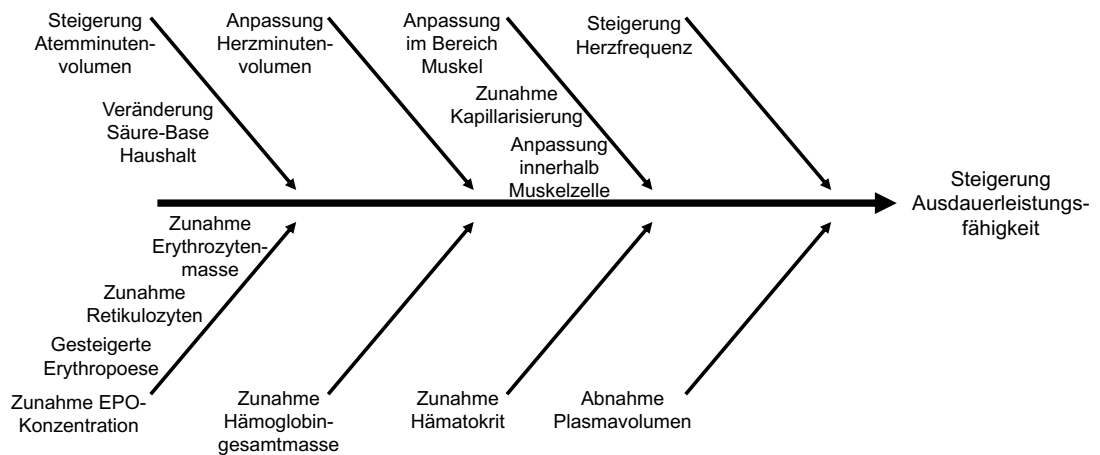 Steigerung
Atemminuten-
volumen
Anpassung
Herzminuten-
volumen
Anpassung
im Bereich
Muskel
Steigerung
Herzfrequenz
Veränderung
Säure-Base
Haushalt
Zunahme
Kapillarisierung
Anpassung
innerhalb
Muskelzelle
Steigerung
Ausdauerleistungs-
fähigkeit
Zunahme
Erythrozyten-
masse
Zunahme
Retikulozyten
Gesteigerte
Erythropoese
Zunahme EPO-
Konzentration
Zunahme
Hämoglobin-
gesamtmasse
Zunahme
Hämatokrit
Abnahme
Plasmavolumen